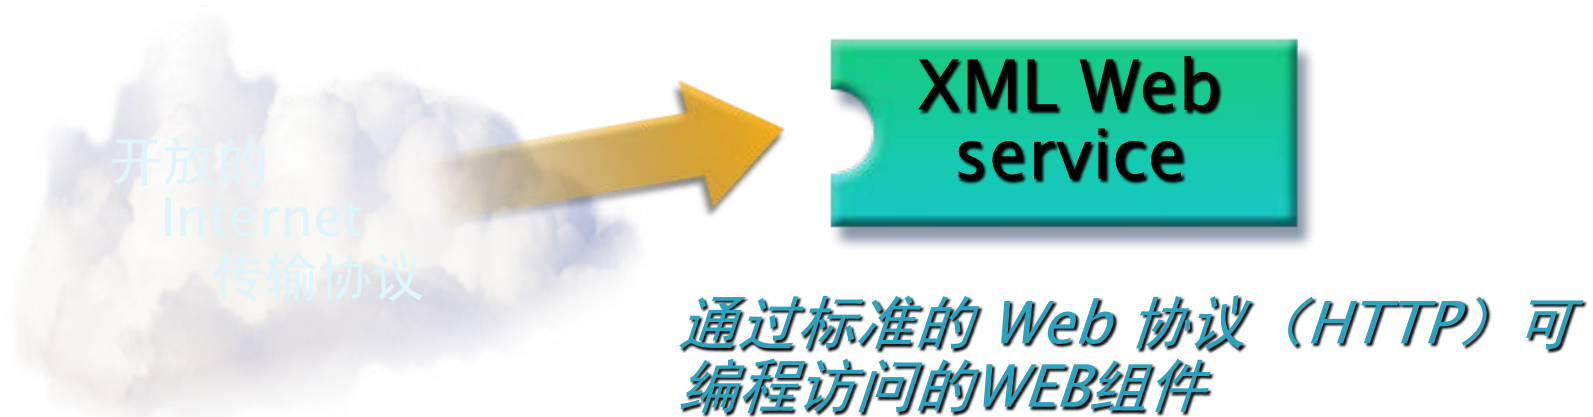 开放的
Internet
传输协议
XML Web
service
通过标准的 Web 协议（HTTP）可
编程访问的WEB组件